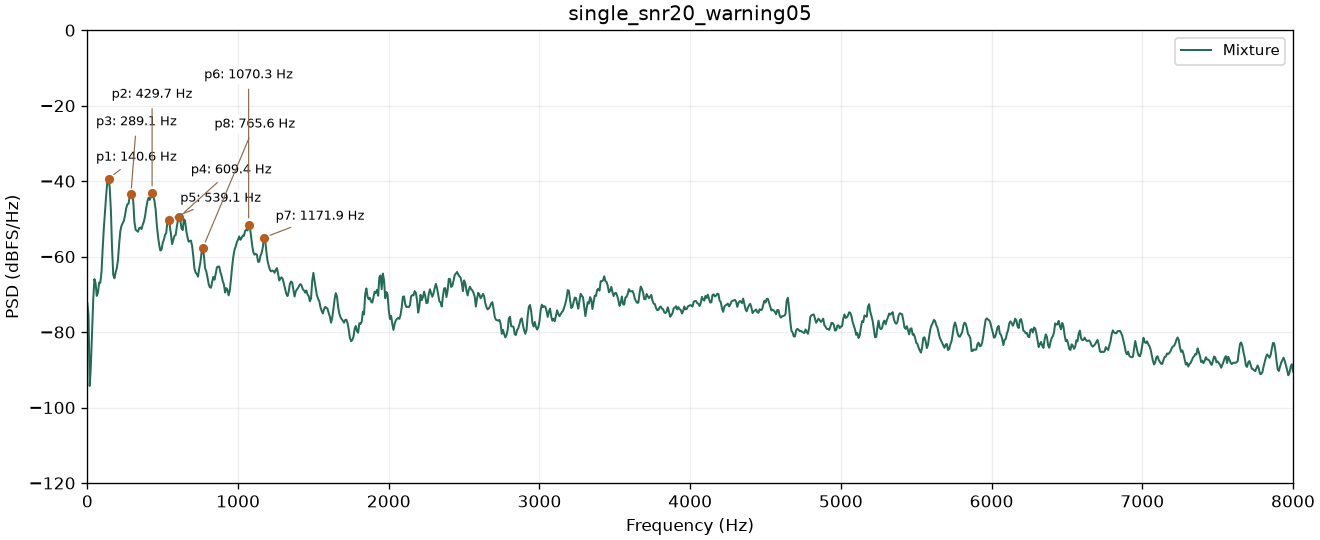 single_snr20_warning05
Mixture
p6: 1070.3 Hz
p2: 429.7 Hz
p3: 289.1 Hz
p8: 765.6 Hz
p1: 140.6 Hz
p4: 609.4 Hz
p5: 539.1 Hz
p7: 1171.9 Hz
PSD (dBFS/Hz)
0
−20
−40
−60
−80
−100
−120
0 1000 2000 3000 4000 5000 6000 7000 8000
Frequency (Hz)